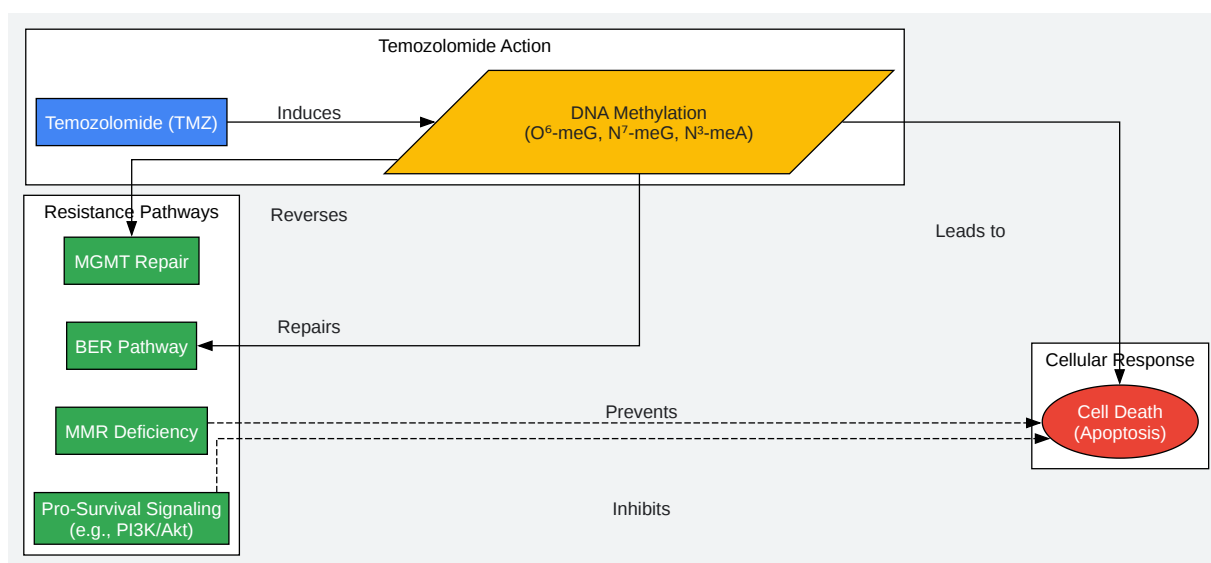 Temozolomide Action
Temozolomide (TMZ)
Induces
DNA Methylation
(O⁶-meG, N⁷-meG, N³-meA)
Resistance Pathways
Reverses
Leads to
MGMT Repair
BER Pathway
Repairs
Cellular Response
MMR Deficiency
Prevents
Cell Death
(Apoptosis)
Pro-Survival Signaling
(e.g., PI3K/Akt)
Inhibits